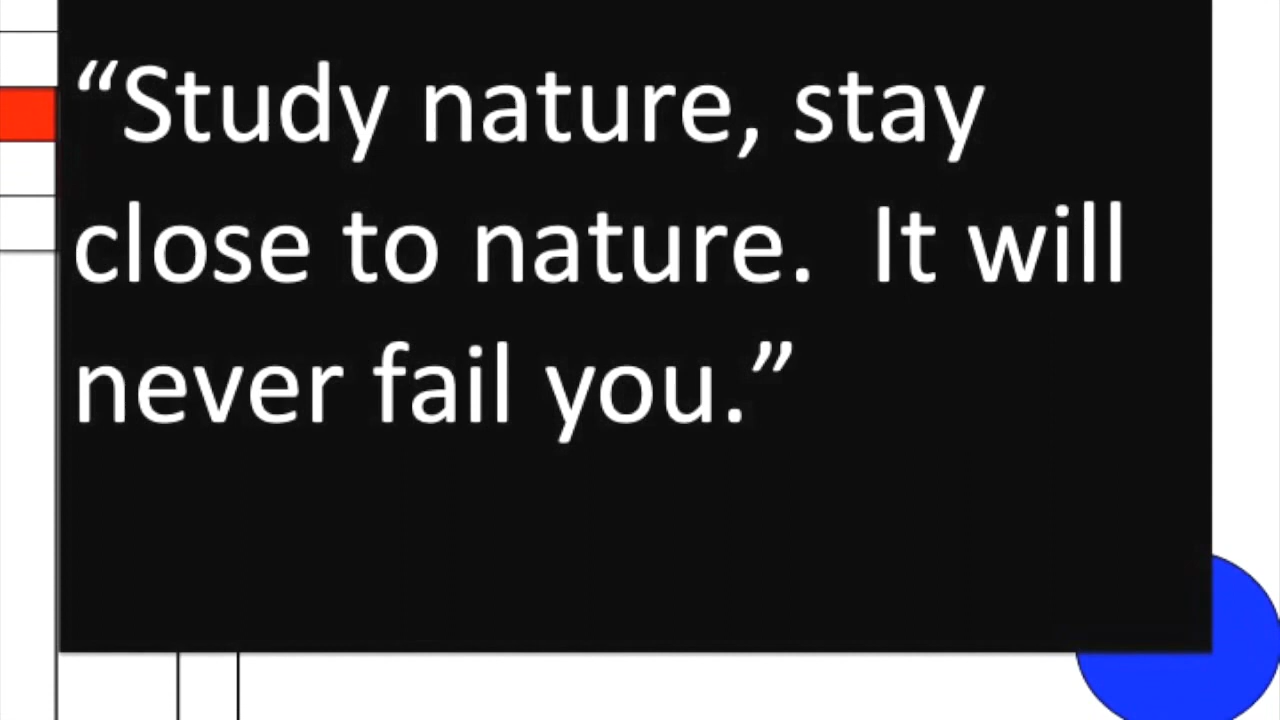 “Study nature, stay
close to nature.  It will
never fail you.”